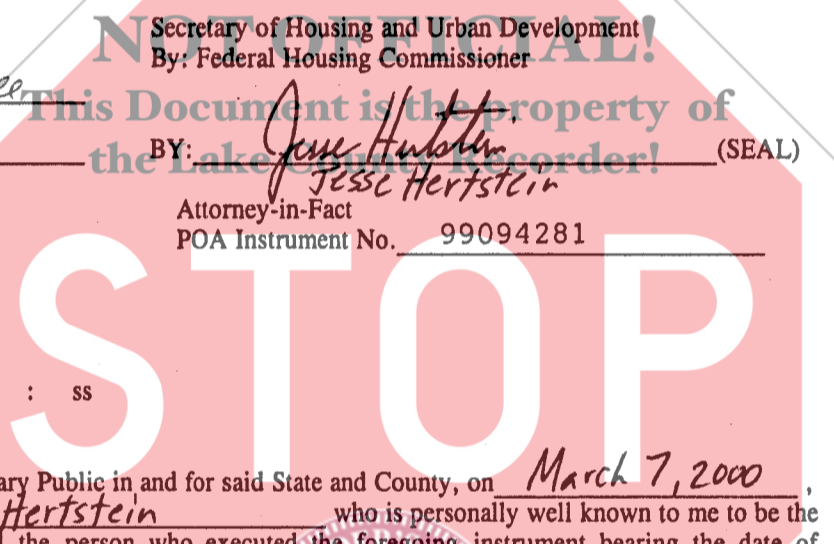 Secretary of Housing and Urban Development
By: Federal Housing Commissioner
NOT OFFICIAL!
This Document is the property of
the Lake County Recorder!
BY: Jesse Hertstein (SEAL)
Jesse Hertstein
Attorney-in-Fact
POA Instrument No. 99094281
STOP
: ss
ary Public in and for said State and County, on March 7, 2000,
Hertstein who is personally well known to me to be the
the person who executed the foregoing instrument bearing the date of